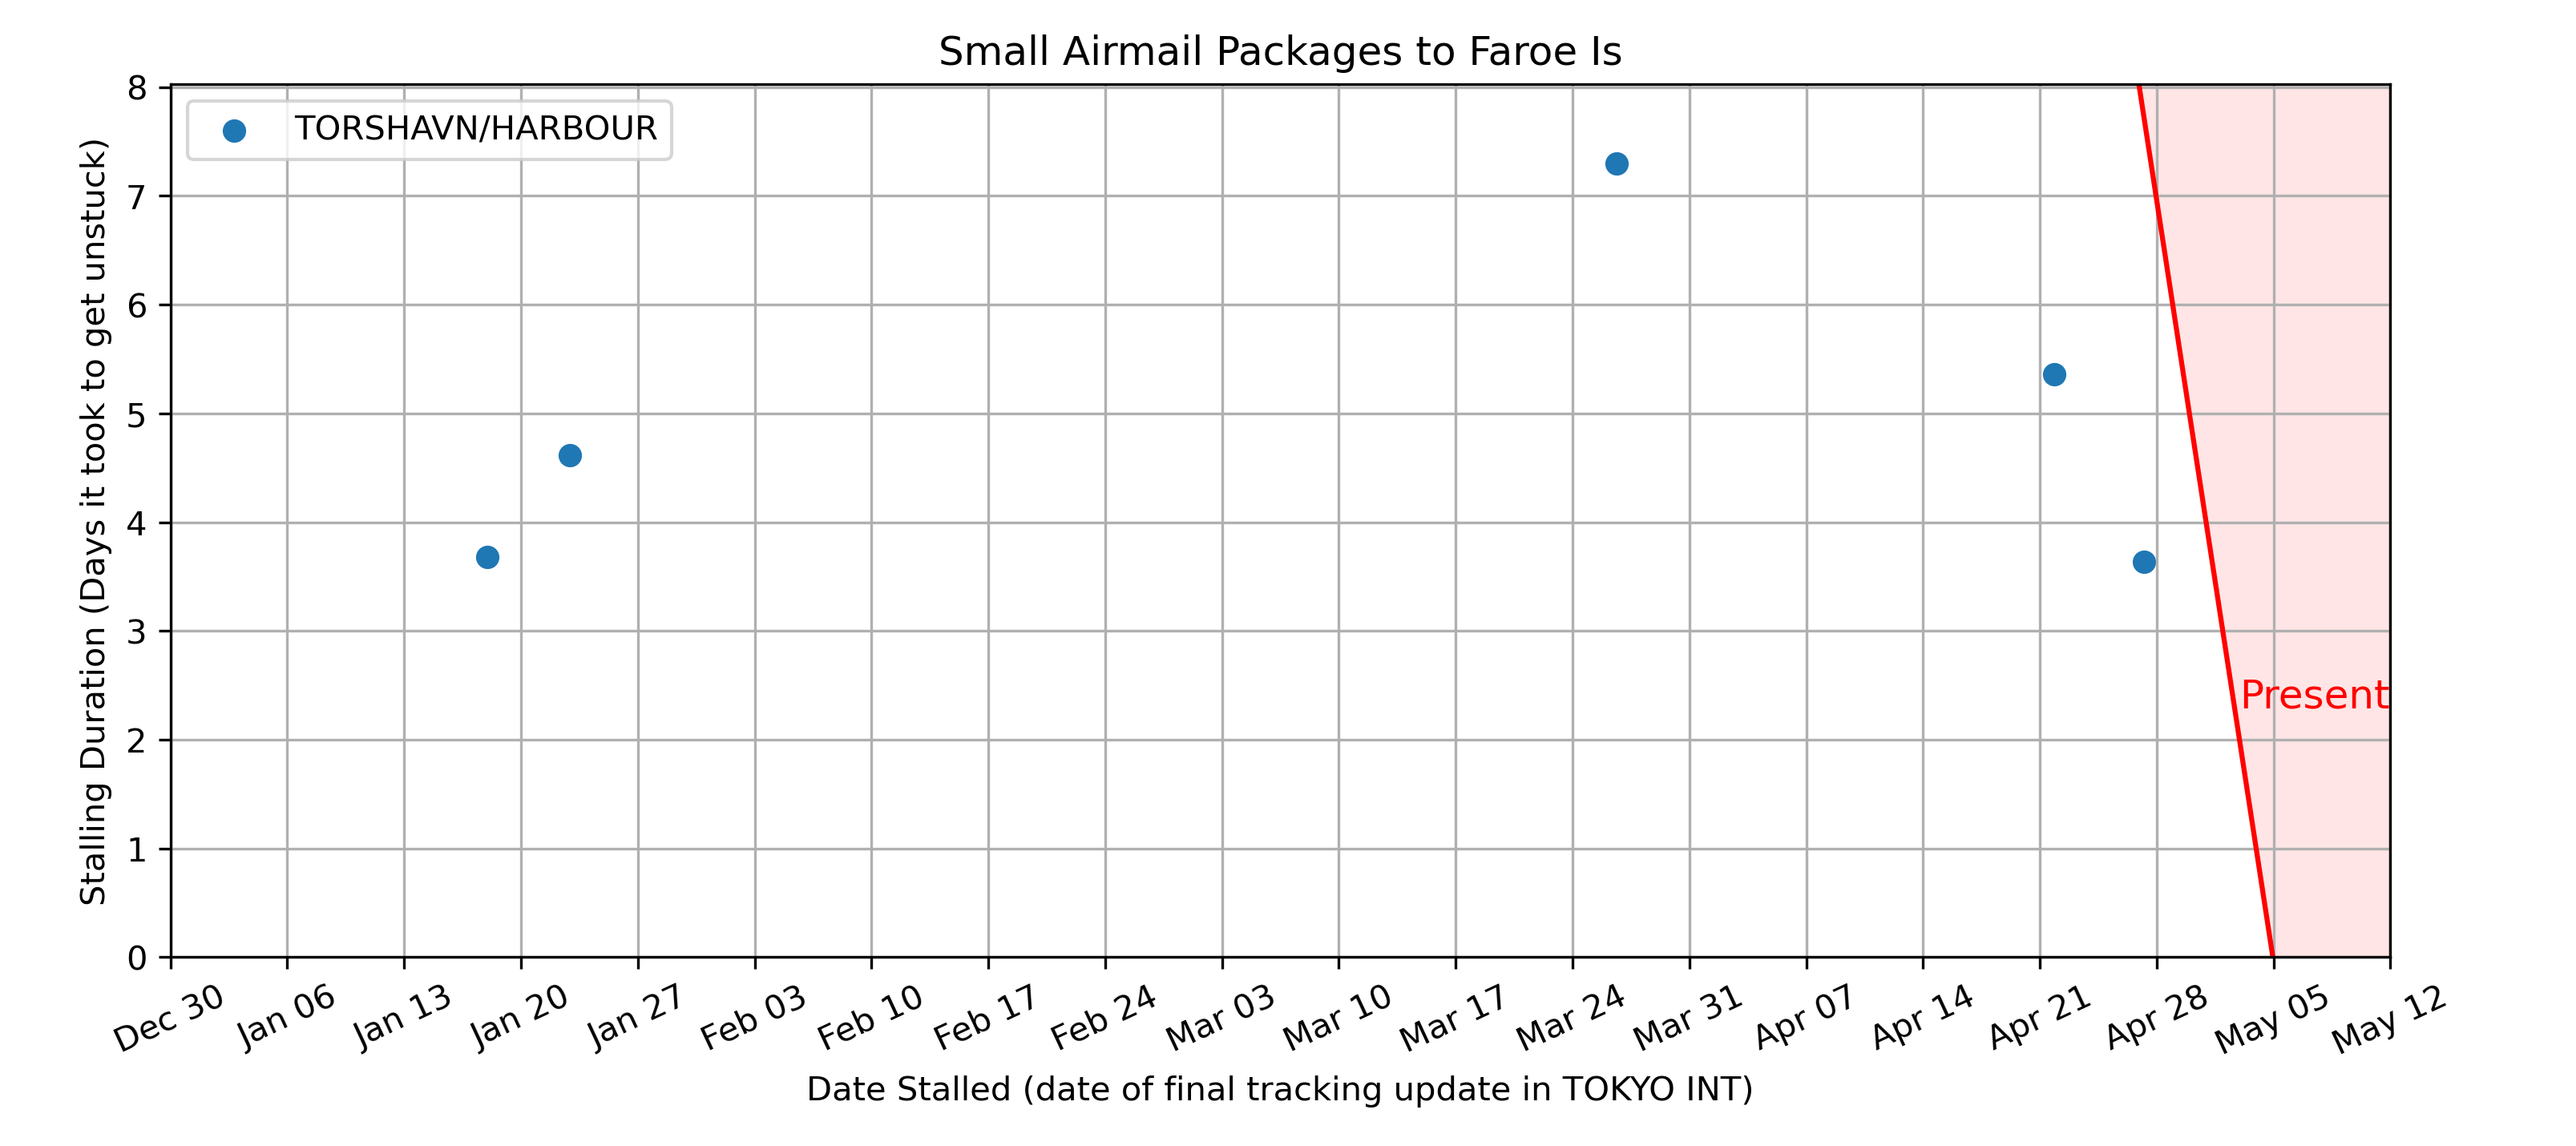 Small Airmail Packages to Faroe Is
TORSHAVN/HARBOUR
Stalling Duration (Days it took to get unstuck)
8
7
6
5
4
3
2
1
0
Present
Dec 30
Jan 06
Jan 13
Jan 20
Jan 27
Feb 03
Feb 10
Feb 17
Feb 24
Mar 03
Mar 10
Mar 17
Mar 24
Mar 31
Apr 07
Apr 14
Apr 21
Apr 28
May 05
May 12
Date Stalled (date of final tracking update in TOKYO INT)